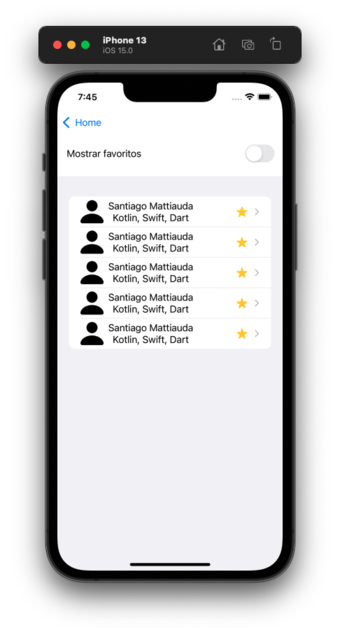 iPhone 13
iOS 15.0
7:45
Home
Mostrar favoritos
Santiago Mattiauda
Kotlin, Swift, Dart
Santiago Mattiauda
Kotlin, Swift, Dart
Santiago Mattiauda
Kotlin, Swift, Dart
Santiago Mattiauda
Kotlin, Swift, Dart
Santiago Mattiauda
Kotlin, Swift, Dart